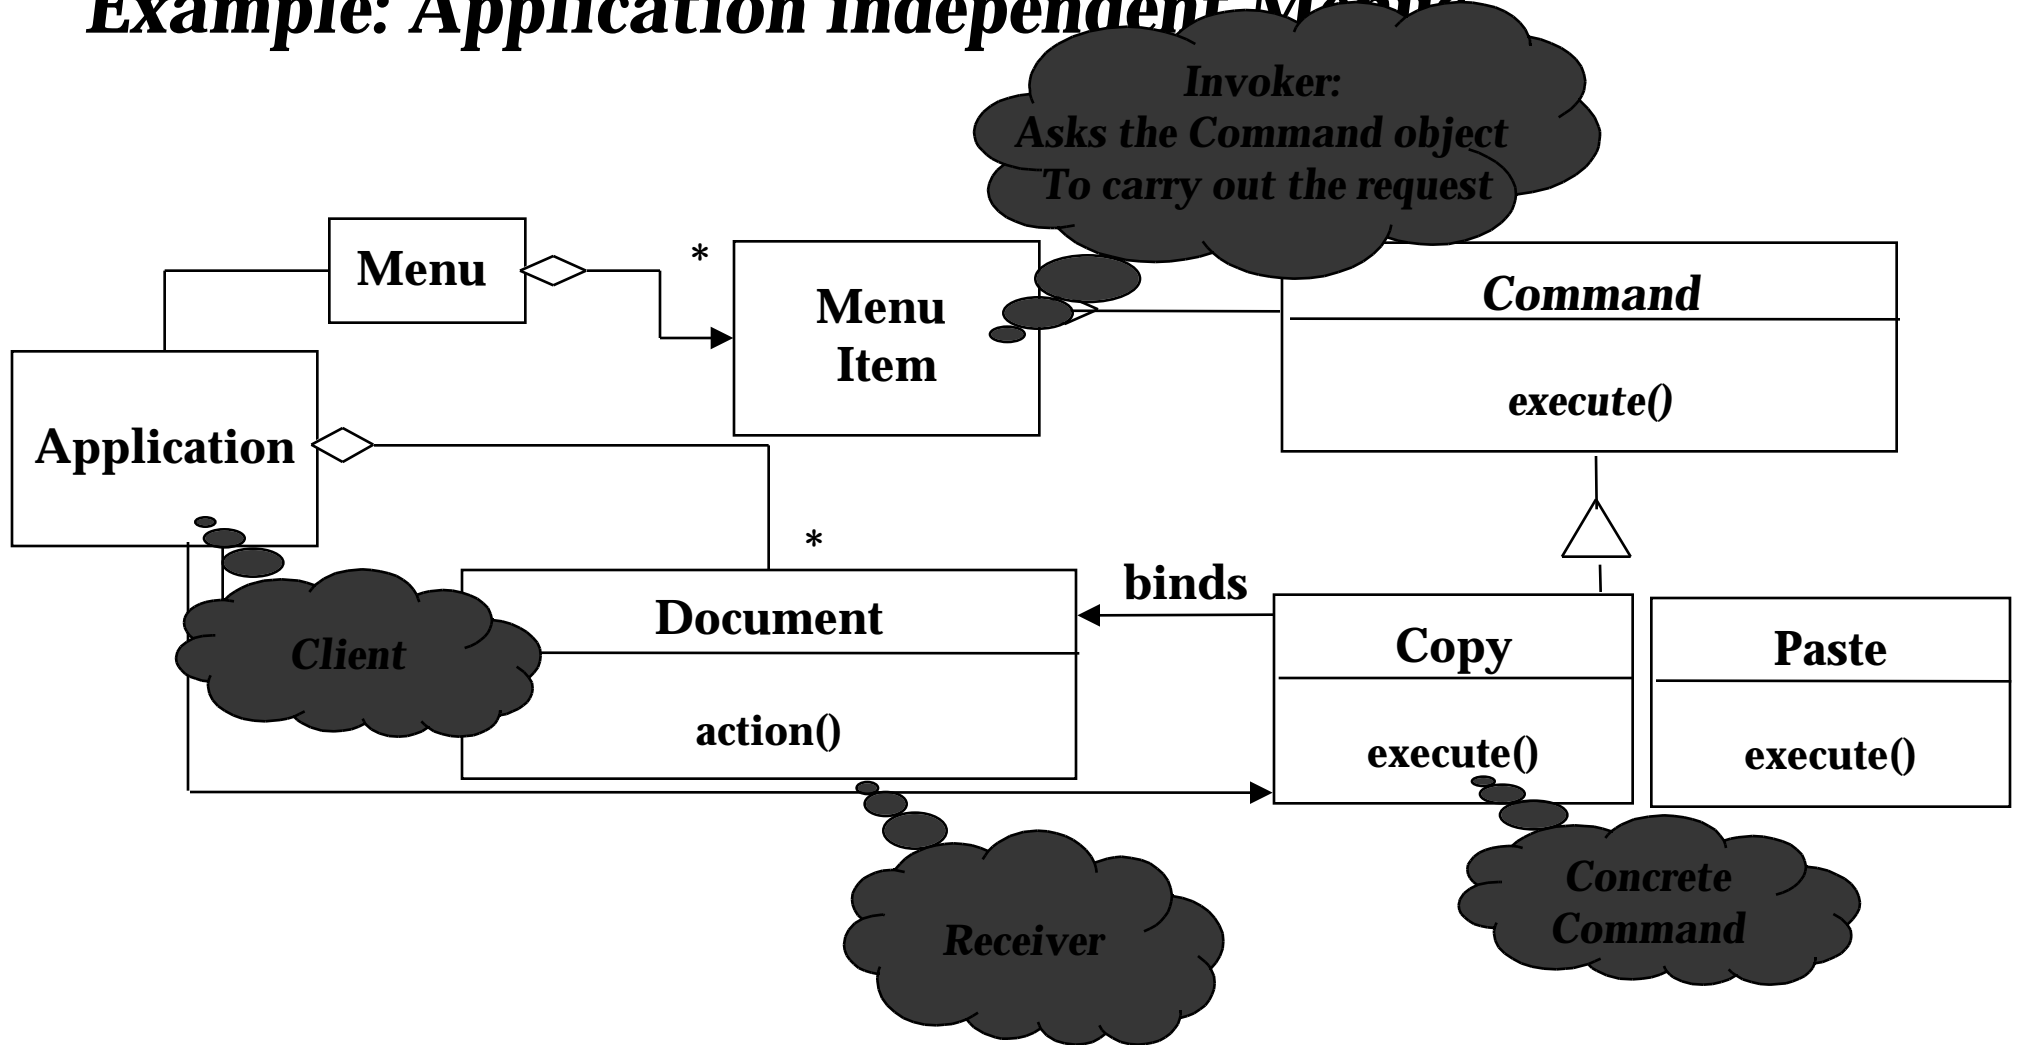 Example: Application independent Menus
Invoker:
Asks the Command object
To carry out the request
Menu
*
Menu
Item
Command
execute()
Application
*
Document
action()
binds
Copy
execute()
Paste
execute()
Client
Receiver
Concrete
Command